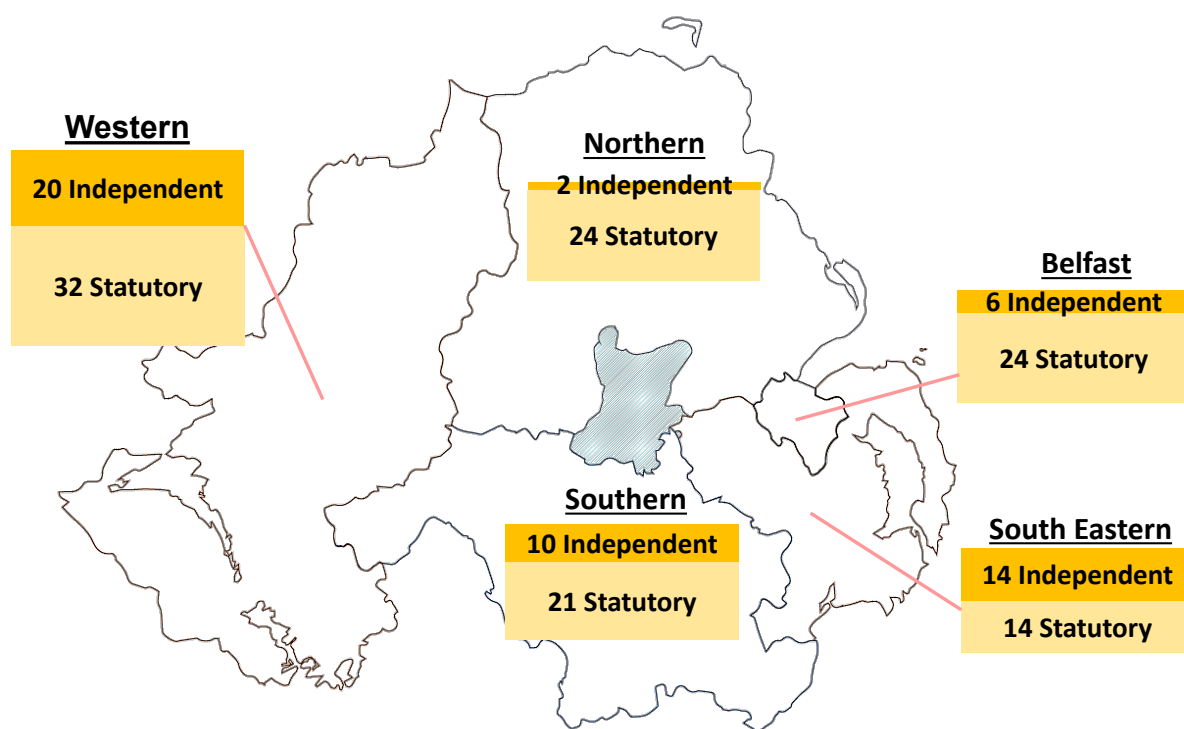 Western
20 Independent
32 Statutory
Northern
2 Independent
24 Statutory
Belfast
6 Independent
24 Statutory
Southern
10 Independent
21 Statutory
South Eastern
14 Independent
14 Statutory